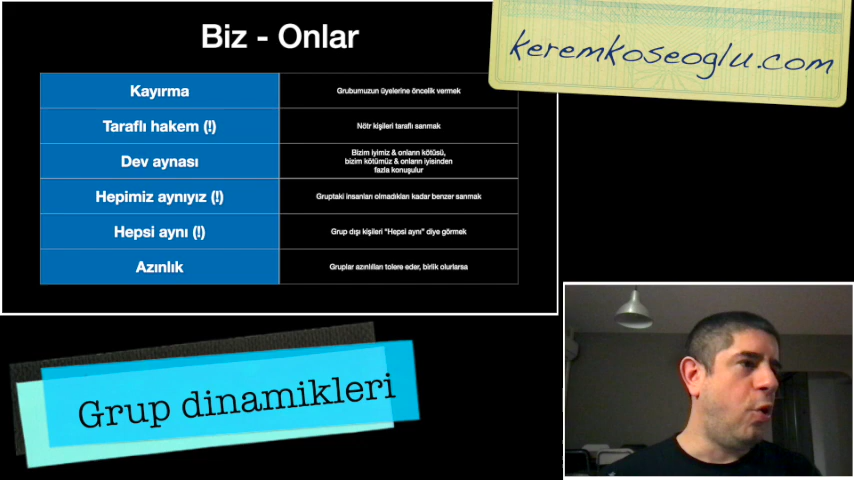 Biz - Onlar
keremkoseoglu.com
Kayırma
Grubumuzun üyelerine öncelik vermek
Taraflı hakem (!)
Nötr kişileri taraflı sanmak
Dev aynası
Bizim iyimiz & onların kötüsü,
bizim kötümüz & onların iyisinden
fazla konuşulur
Hepimiz aynıyız (!)
Gruptaki insanları olmadıkları kadar benzer sanmak
Hepsi aynı (!)
Grup dışı kişileri "Hepsi aynı" diye görmek
Azınlık
Gruplar azınlıları tolere eder, birlik olurlarsa
Grup dinamikleri